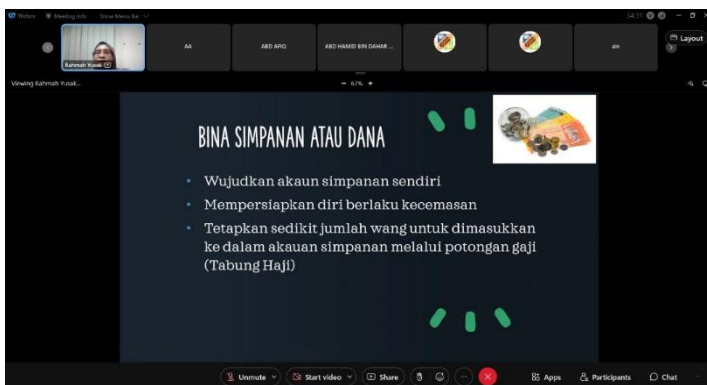 Webex
Meeting Info
Show Menu Bar
34:31
Layout
Rahmah Yusak
AA
ABD AFIQ
ABD HAMID BIN DAHAR ...
ain
Viewing Rahmah Yusak...
67%
BINA SIMPANAN ATAU DANA
Wujudkan akaun simpanan sendiri
Mempersiapkan diri berlaku kecemasan
Tetapkan sedikit jumlah wang untuk dimasukkan
ke dalam akauan simpanan melalui potongan gaji
(Tabung Haji)
Unmute
Start video
Share
Apps
Participants
Chat